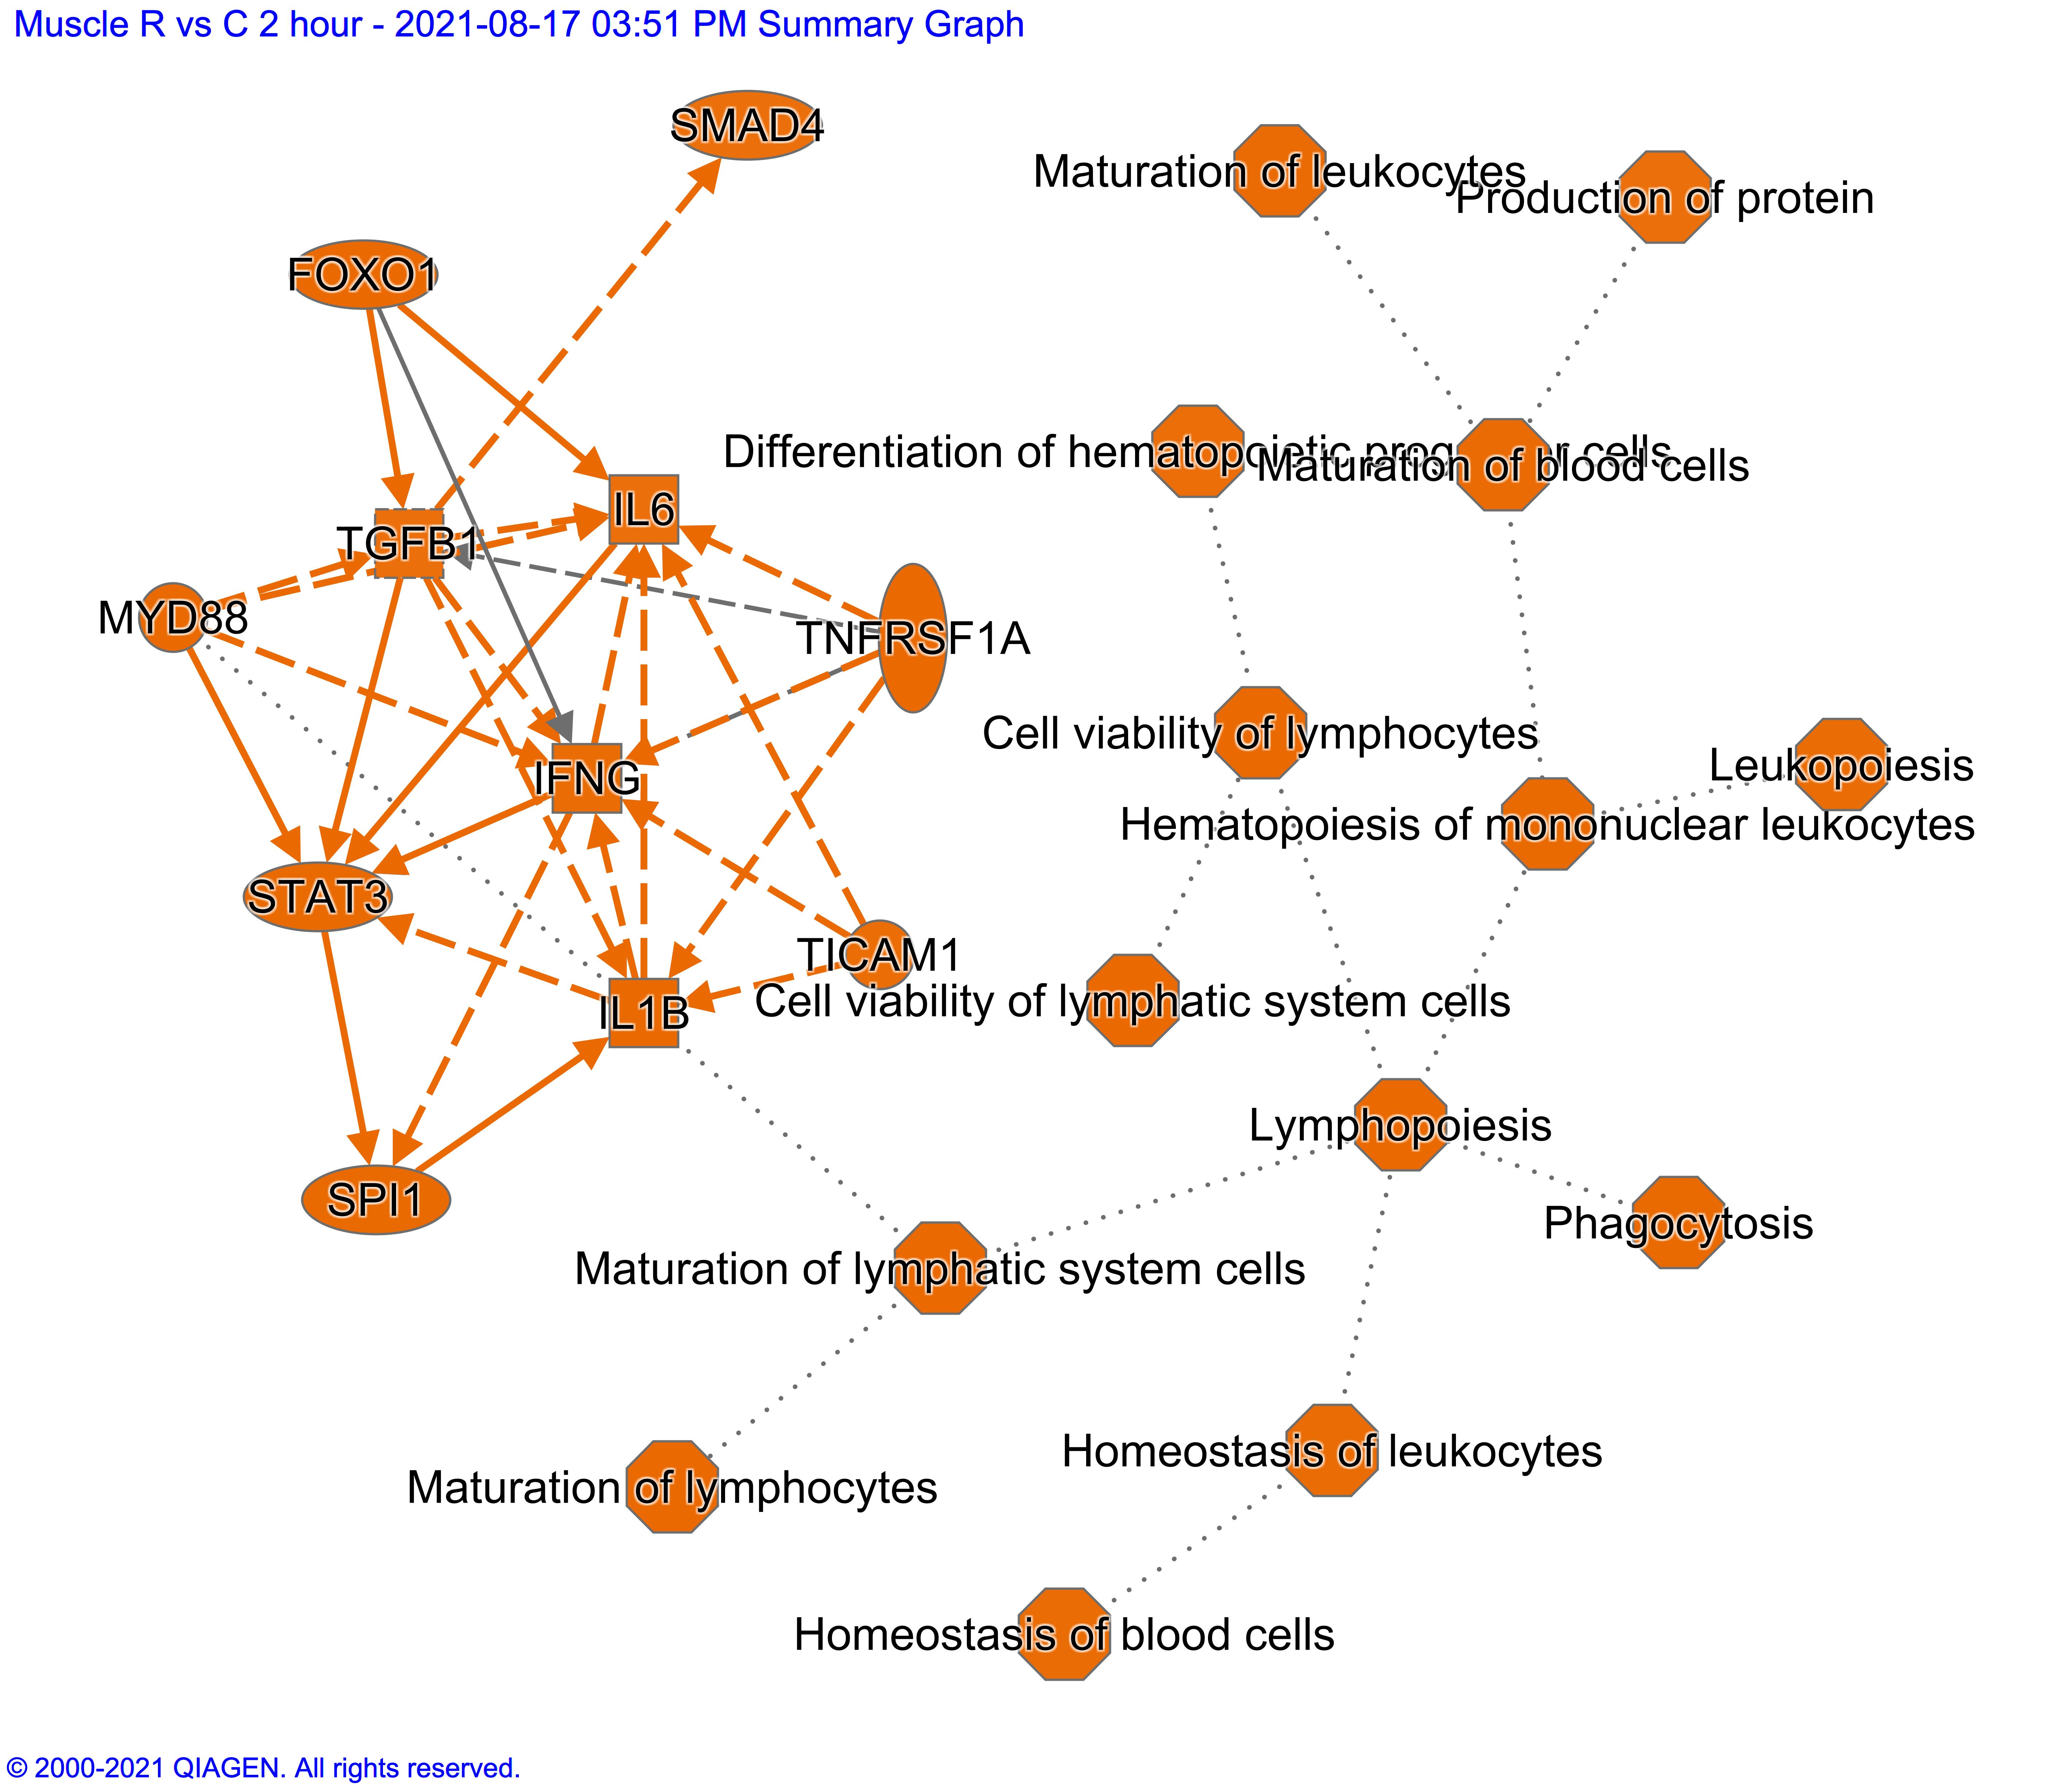 Muscle R vs C 2 hour - 2021-08-17 03:51 PM Summary Graph
SMAD4
Maturation of leukocytes
Production of protein
FOXO1
Differentiation of hematopoietic progenitor cells
Maturation of blood cells
IL6
TGFB1
MYD88
TNFRSF1A
Cell viability of lymphocytes
Leukopoiesis
IFNG
Hematopoiesis of mononuclear leukocytes
STAT3
TICAM1
Cell viability of lymphatic system cells
IL1B
Lymphopoiesis
SPI1
Phagocytosis
Maturation of lymphatic system cells
Homeostasis of leukocytes
Maturation of lymphocytes
Homeostasis of blood cells
© 2000-2021 QIAGEN. All rights reserved.